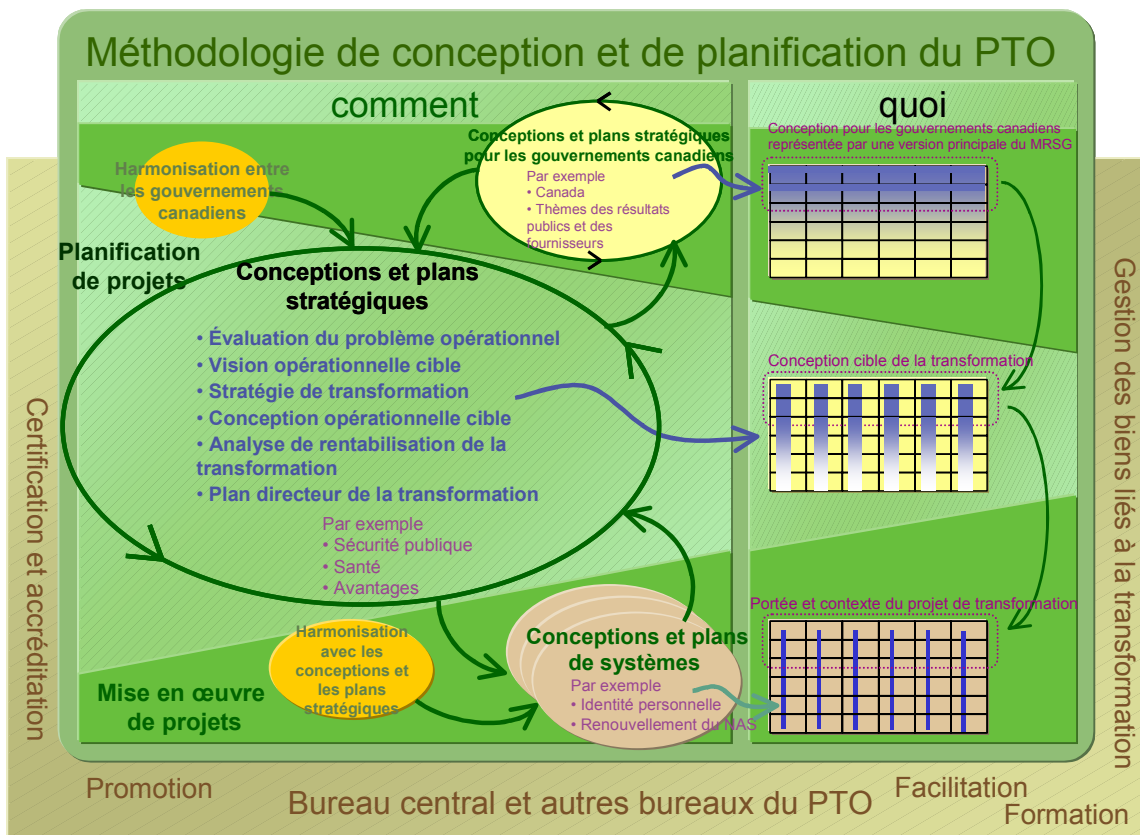 Méthodologie de conception et de planification du PTO
comment
quoi
Harmonisation entre
les gouvernements
canadiens
Conceptions et plans stratégiques
pour les gouvernements canadiens
Par exemple
• Canada
• Thèmes des résultats
publics et des
fournisseurs
Conception pour les gouvernements canadiens
représentée par une version principale du MRSG
Planification
de projets
Conceptions et plans
stratégiques
• Évaluation du problème opérationnel
• Vision opérationnelle cible
• Stratégie de transformation
• Conception opérationnelle cible
• Analyse de rentabilisation de la
transformation
• Plan directeur de la transformation
Par exemple
• Sécurité publique
• Santé
• Avantages
Conception cible de la transformation
Harmonisation
avec les
conceptions et
les plans
stratégiques
Conceptions et plans
de systèmes
Par exemple
• Identité personnelle
• Renouvellement du NAS
Portée et contexte du projet de transformation
Mise en œuvre
de projets
Certification et accréditation
Gestion des biens liés à la transformation
Promotion
Bureau central et autres bureaux du PTO
Facilitation
Formation